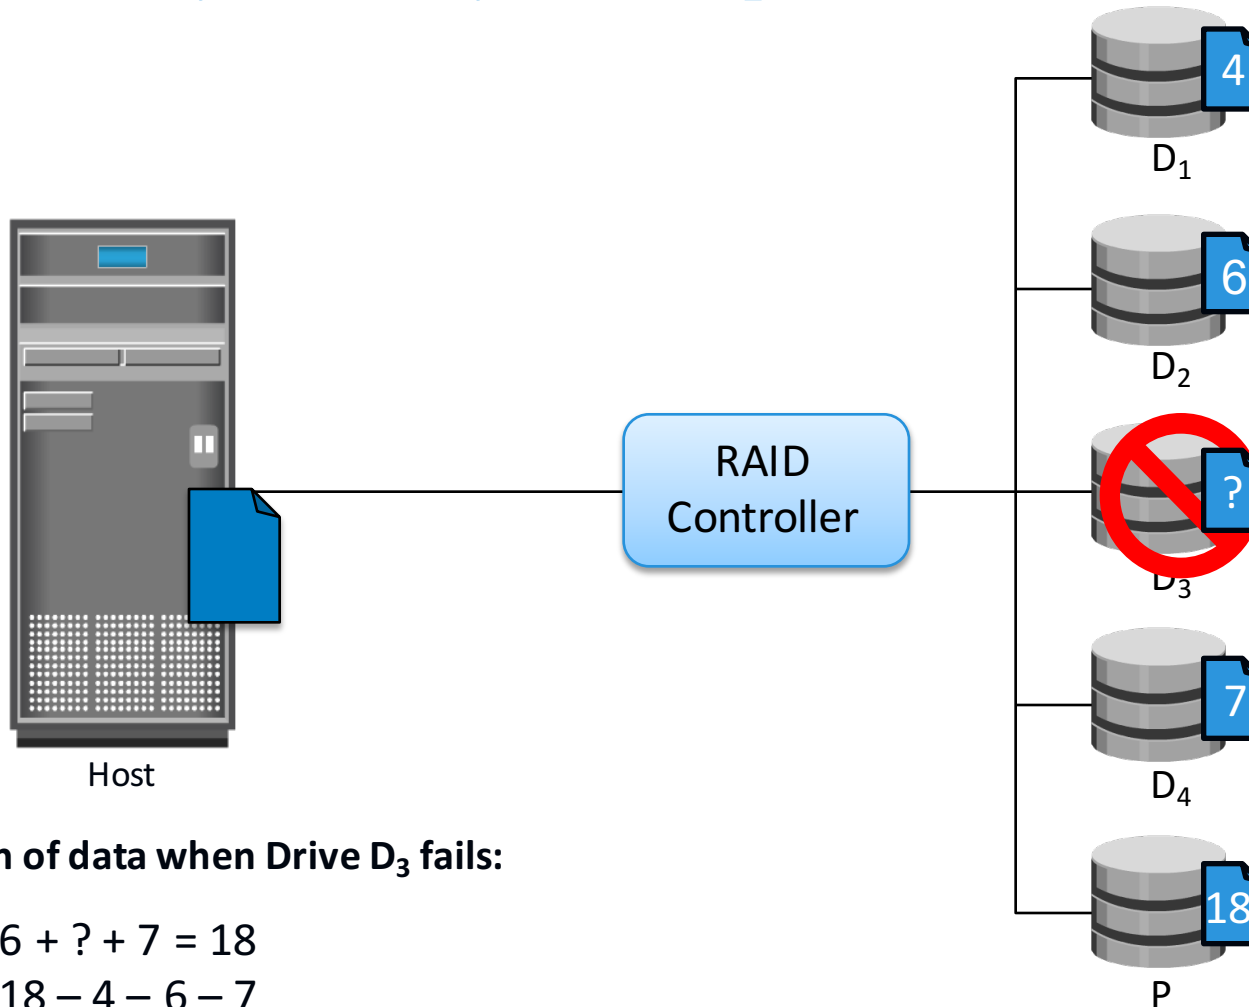 4
D1
6
D2
RAID
Controller
?
D3
7
D4
Host
n of data when Drive D3 fails:
18
6 + ? + 7 = 18
18 – 4 – 6 – 7
P